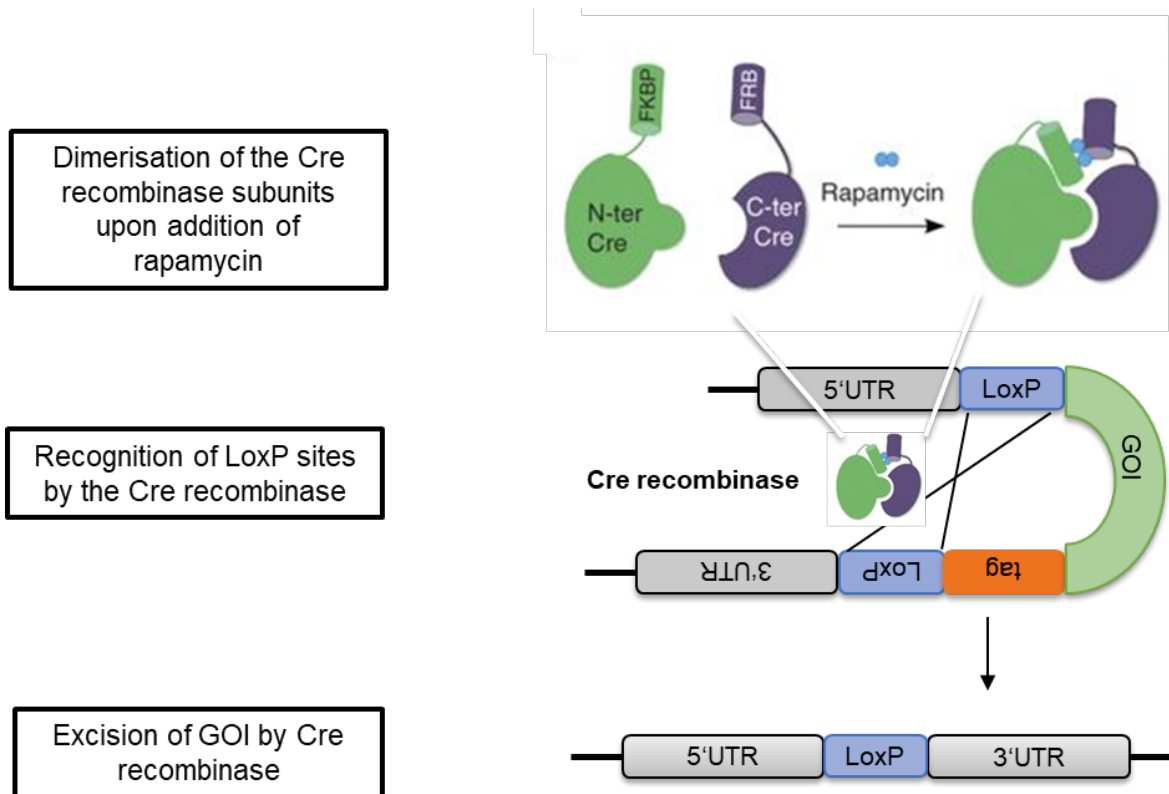 Dimerisation of the Cre
recombinase subunits
upon addition of
rapamycin
FKBP
FRB
N-ter
Cre
C-ter
Cre
Rapamycin
Recognition of LoxP sites
by the Cre recombinase
5‘UTR
LoxP
GOI
Cre recombinase
3‘UTR
LoxP
tag
Excision of GOI by Cre
recombinase
5‘UTR
LoxP
3‘UTR